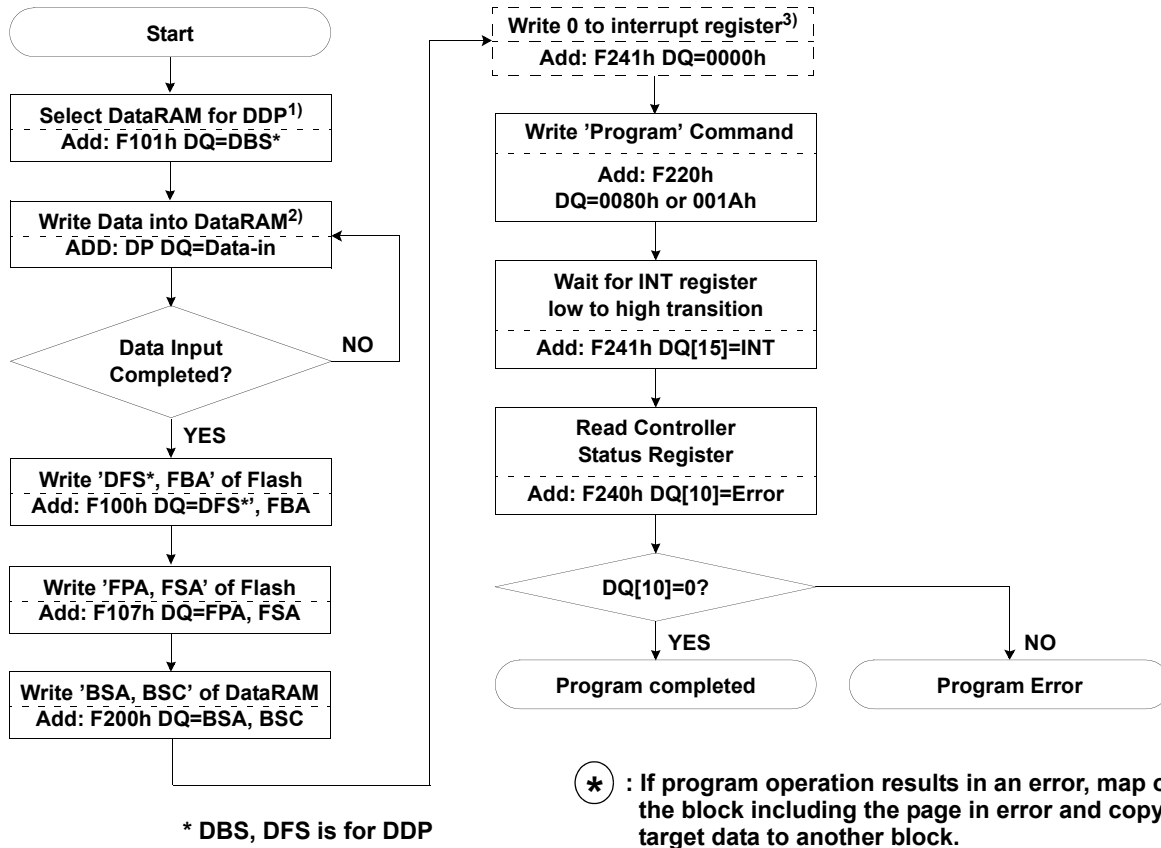 Start
Select DataRAM for DDP1)
Add: F101h DQ=DBS*
Write Data into DataRAM2)
ADD: DP DQ=Data-in
Data Input
Completed?
NO
YES
Write ’DFS*, FBA’ of Flash
Add: F100h DQ=DFS*’, FBA
Write ’FPA, FSA’ of Flash
Add: F107h DQ=FPA, FSA
Write ’BSA, BSC’ of DataRAM
Add: F200h DQ=BSA, BSC
* DBS, DFS is for DDP
Write 0 to interrupt register3)
Add: F241h DQ=0000h
Write ’Program’ Command
Add: F220h
DQ=0080h or 001Ah
Wait for INT register
low to high transition
Add: F241h DQ[15]=INT
Read Controller
Status Register
Add: F240h DQ[10]=Error
DQ[10]=0?
YES
NO
Program completed
Program Error
* : If program operation results in an error, map
the block including the page in error and copy
target data to another block.